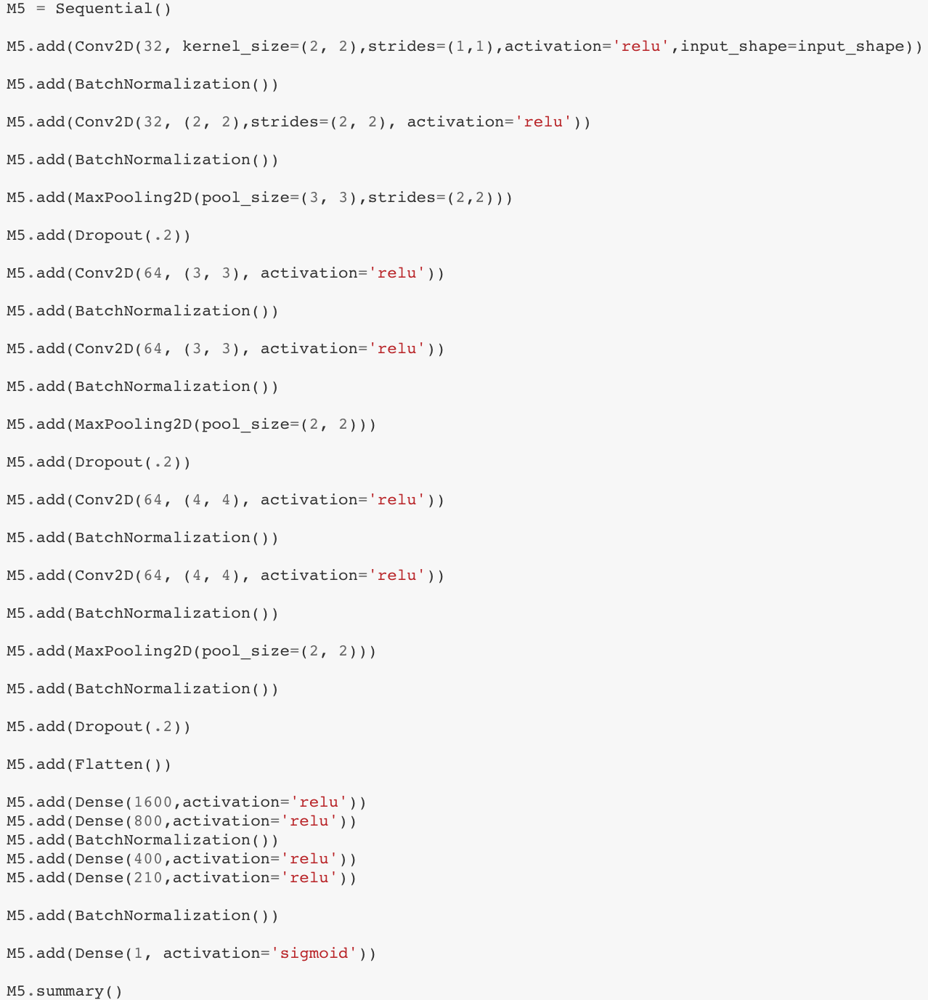 M5 = Sequential()
M5.add(Conv2D(32, kernel_size=(2, 2),strides=(1,1),activation='relu',input_shape=input_shape))
M5.add(BatchNormalization())
M5.add(Conv2D(32, (2, 2),strides=(2, 2), activation='relu'))
M5.add(BatchNormalization())
M5.add(MaxPooling2D(pool_size=(3, 3),strides=(2,2)))
M5.add(Dropout(.2))
M5.add(Conv2D(64, (3, 3), activation='relu'))
M5.add(BatchNormalization())
M5.add(Conv2D(64, (3, 3), activation='relu'))
M5.add(BatchNormalization())
M5.add(MaxPooling2D(pool_size=(2, 2)))
M5.add(Dropout(.2))
M5.add(Conv2D(64, (4, 4), activation='relu'))
M5.add(BatchNormalization())
M5.add(Conv2D(64, (4, 4), activation='relu'))
M5.add(BatchNormalization())
M5.add(MaxPooling2D(pool_size=(2, 2)))
M5.add(BatchNormalization())
M5.add(Dropout(.2))
M5.add(Flatten())
M5.add(Dense(1600,activation='relu'))
M5.add(Dense(800,activation='relu'))
M5.add(BatchNormalization())
M5.add(Dense(400,activation='relu'))
M5.add(Dense(210,activation='relu'))
M5.add(BatchNormalization())
M5.add(Dense(1, activation='sigmoid'))
M5.summary()